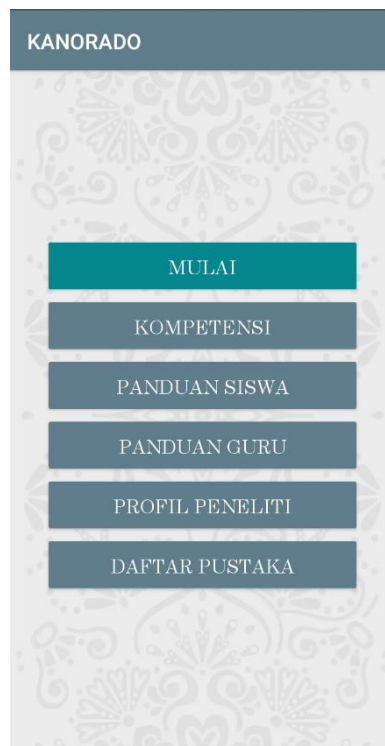 KANORADO
MULAI
KOMPETENSI
PANDUAN SISWA
PANDUAN GURU
PROFIL PENELITI
DAFTAR PUSTAKA